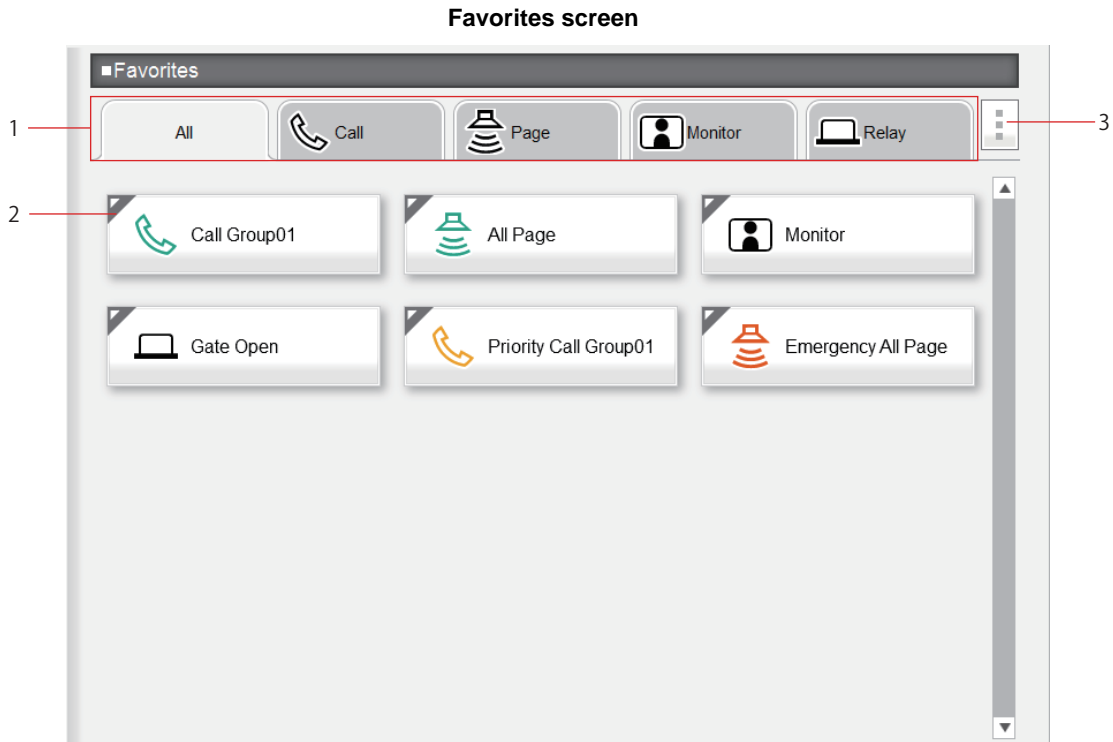 Favorites screen
■Favorites
1
All
Call
Page
Monitor
Relay
3
2
Call Group01
All Page
Monitor
Gate Open
Priority Call Group01
Emergency All Page